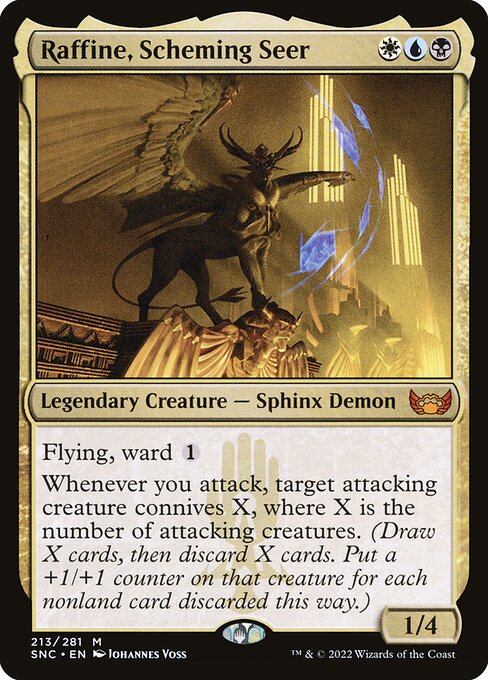 Raffine, Scheming Seer
Legendary Creature — Sphinx Demon
Flying, ward 1
Whenever you attack, target attacking
creature connives X, where X is the
number of attacking creatures. (Draw
X cards, then discard X cards. Put a
+1/+1 counter on that creature for each
nonland card discarded this way.)
1/4
213/281 M
SNC • EN Johannes Voss
™ & © 2022 Wizards of the Coast